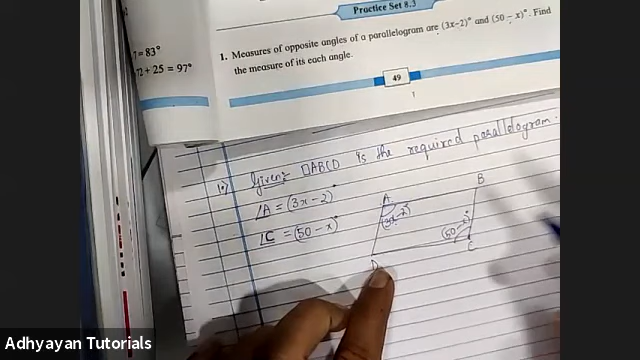 Practice Set 8.3
= 83°
72 + 25 = 97°
1. Measures of opposite angles of a parallelogram are (3x−2)° and (50 − x)°. Find
the measure of its each angle.
49
1
1.) Given: □ABCD is the required parallelogram.
∠A = (3x − 2)°
∠C = (50 − x)°
A
B
(3x-2)°
(50-x)°
C
D
Adhyayan Tutorials